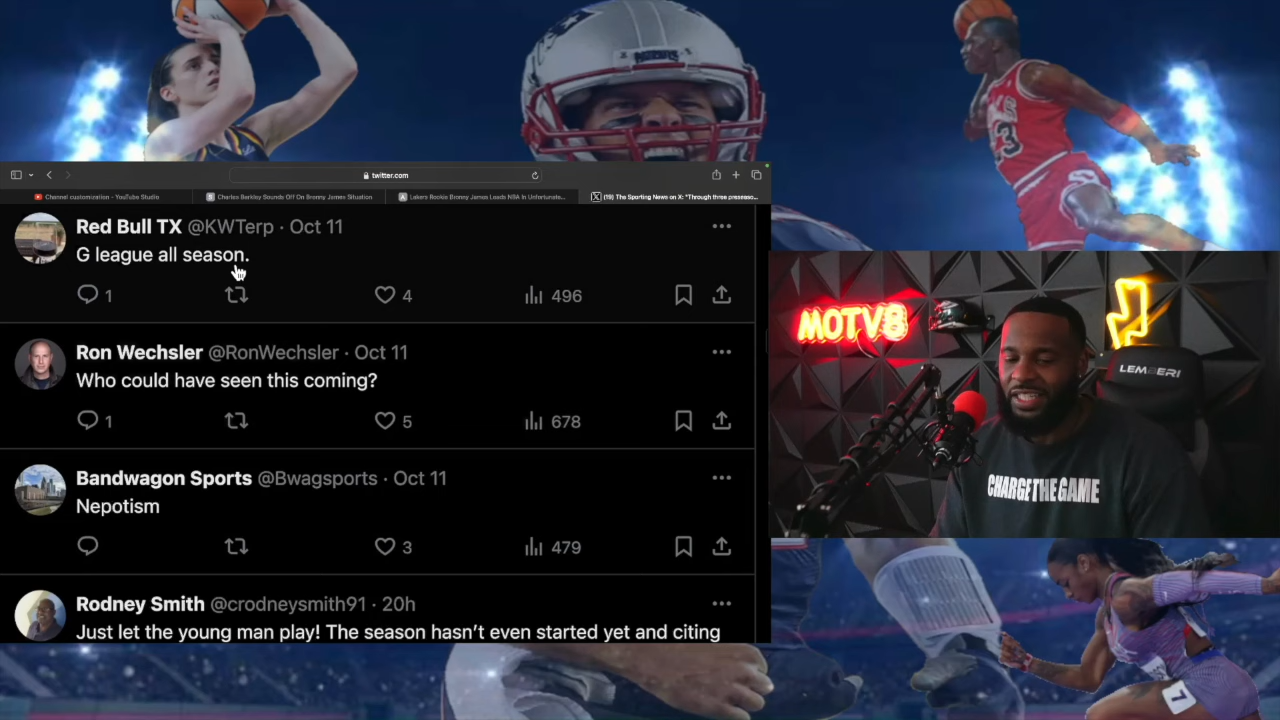 PATRIOTS
twitter.com
Channel customization - YouTube Studio
Charles Barkley Sounds Off On Bronny James Situation
Lakers Rookie Bronny James Leads NBA In Unfortunate...
(19) The Sporting News on X: "Through three preseaso...
Red Bull TX @KWTerp · Oct 11
G league all season.
1
4
496
Ron Wechsler @RonWechsler · Oct 11
Who could have seen this coming?
1
5
678
Bandwagon Sports @Bwagsports · Oct 11
Nepotism
3
479
Rodney Smith @crodneysmith91 · 20h
Just let the young man play! The season hasn't even started yet and citing
MOTV8
LEMBERI
CHARGE THE GAME
7